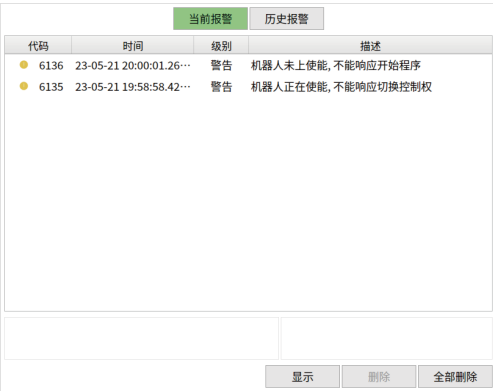 当前报警 历史报警
代码 时间 级别 描述
6136 23-05-21 20:00:01.26··· 警告 机器人未上使能, 不能响应开始程序
6135 23-05-21 19:58:58.42··· 警告 机器人正在使能, 不能响应切换控制权
显示 删除 全部删除